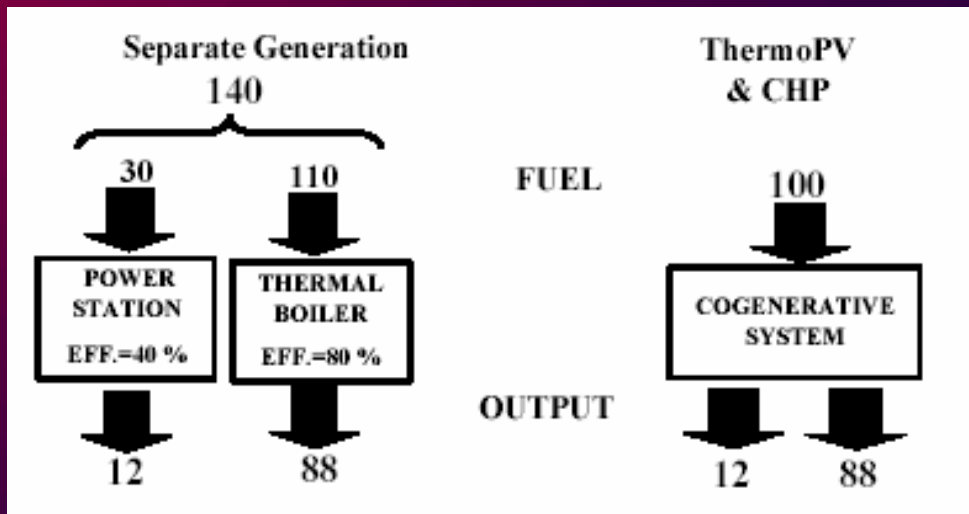 Separate Generation
140
30
110
POWER
STATION
EFF.=40 %
THERMAL
BOILER
EFF.=80 %
12
88
FUEL
OUTPUT
ThermoPV
& CHP
100
COGENERATIVE
SYSTEM
12
88